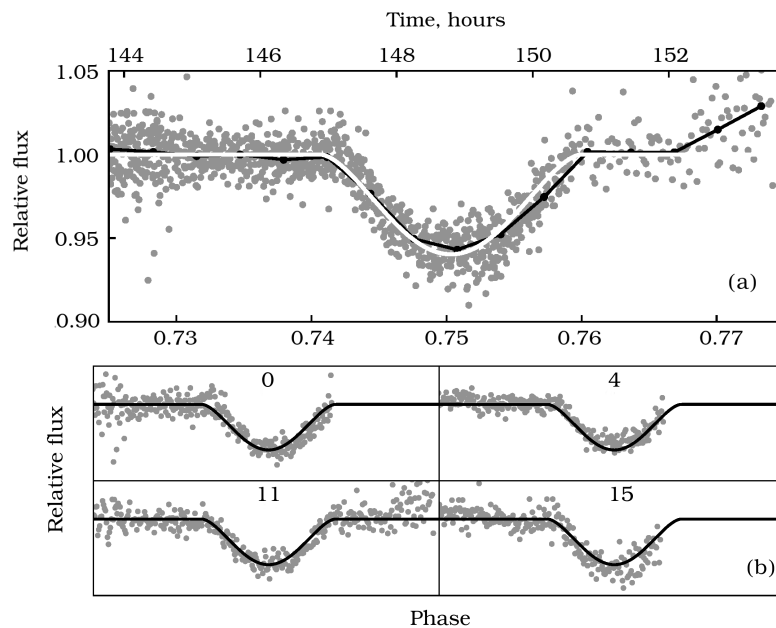 Time, hours
144 146 148 150 152
1.05
1.00
0.95
0.90
Relative flux
(a)
0.73 0.74 0.75 0.76 0.77
0 4
11 15
Relative flux
(b)
Phase